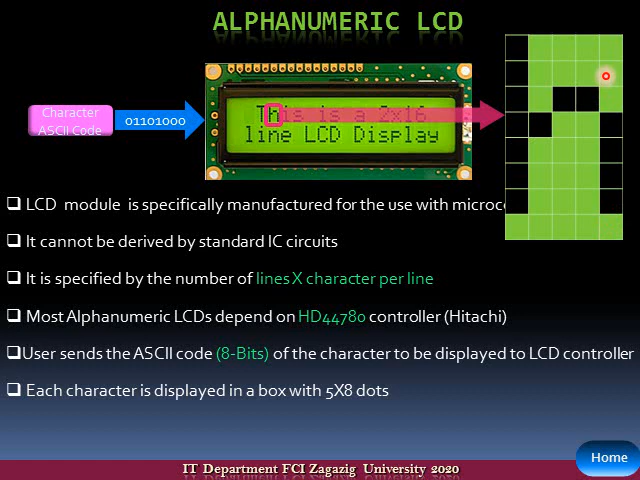 ALPHANUMERIC LCD
Character
ASCII Code
01101000
This is a 2x16
line LCD Display
LCD module is specifically manufactured for the use with
It cannot be derived by standard IC circuits
It is specified by the number of lines X character per line
Most Alphanumeric LCDs depend on HD44780 controller (Hitachi)
User sends the ASCII code (8-Bits) of the character to be displayed to LCD controller
Each character is displayed in a box with 5X8 dots
Home
IT Department FCI Zagazig University 2020